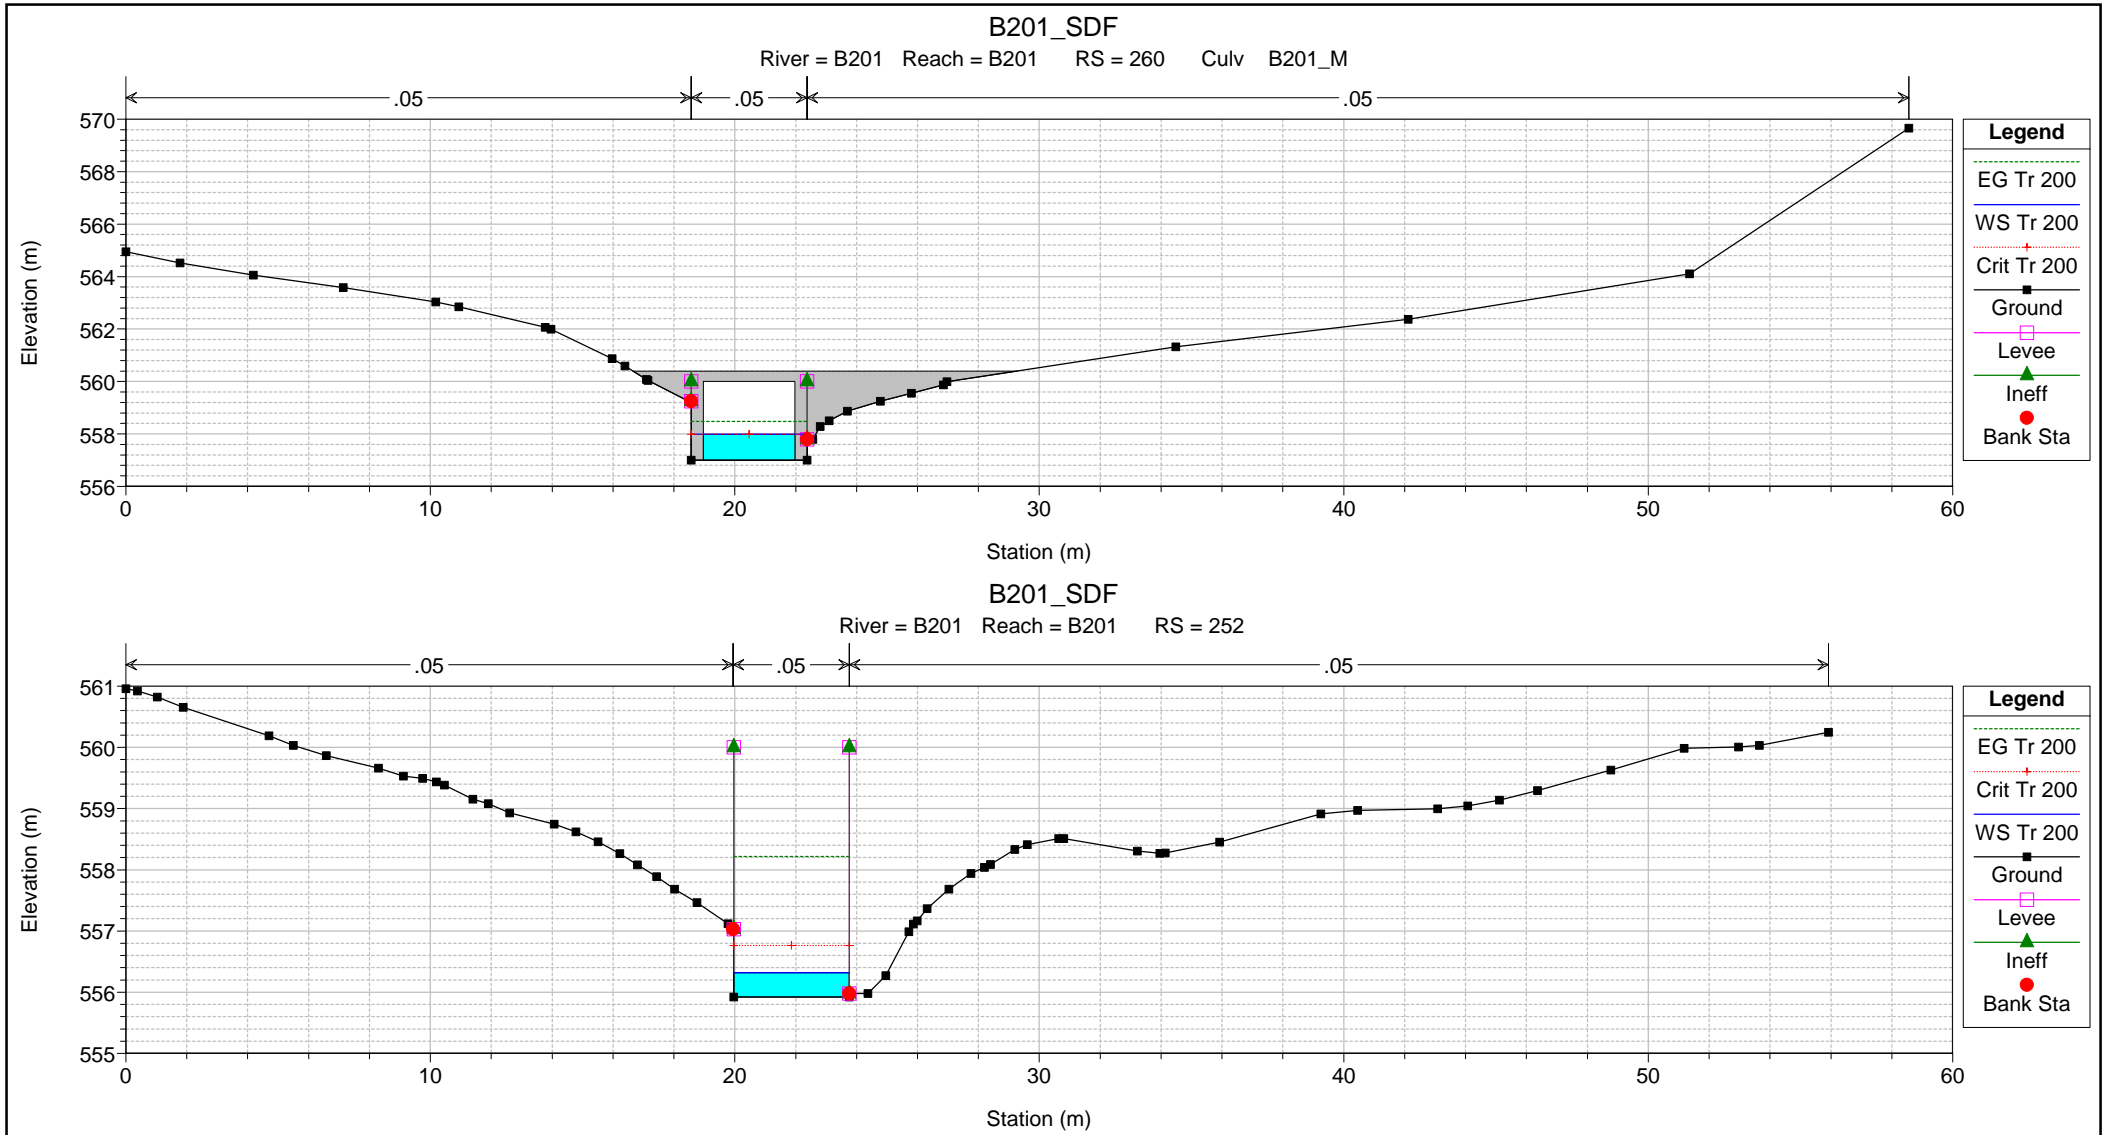 B201_SDF
River = B201 Reach = B201 RS = 260 Culv B201_M
.05 .05 .05
570
568
566
564
562
560
558
556
Elevation (m)
0 10 20 30 40 50 60
Station (m)
Legend
EG Tr 200
WS Tr 200
Crit Tr 200
Ground
Levee
Ineff
Bank Sta
B201_SDF
River = B201 Reach = B201 RS = 252
.05 .05 .05
561
560
559
558
557
556
555
Elevation (m)
0 10 20 30 40 50 60
Station (m)
Legend
EG Tr 200
Crit Tr 200
WS Tr 200
Ground
Levee
Ineff
Bank Sta